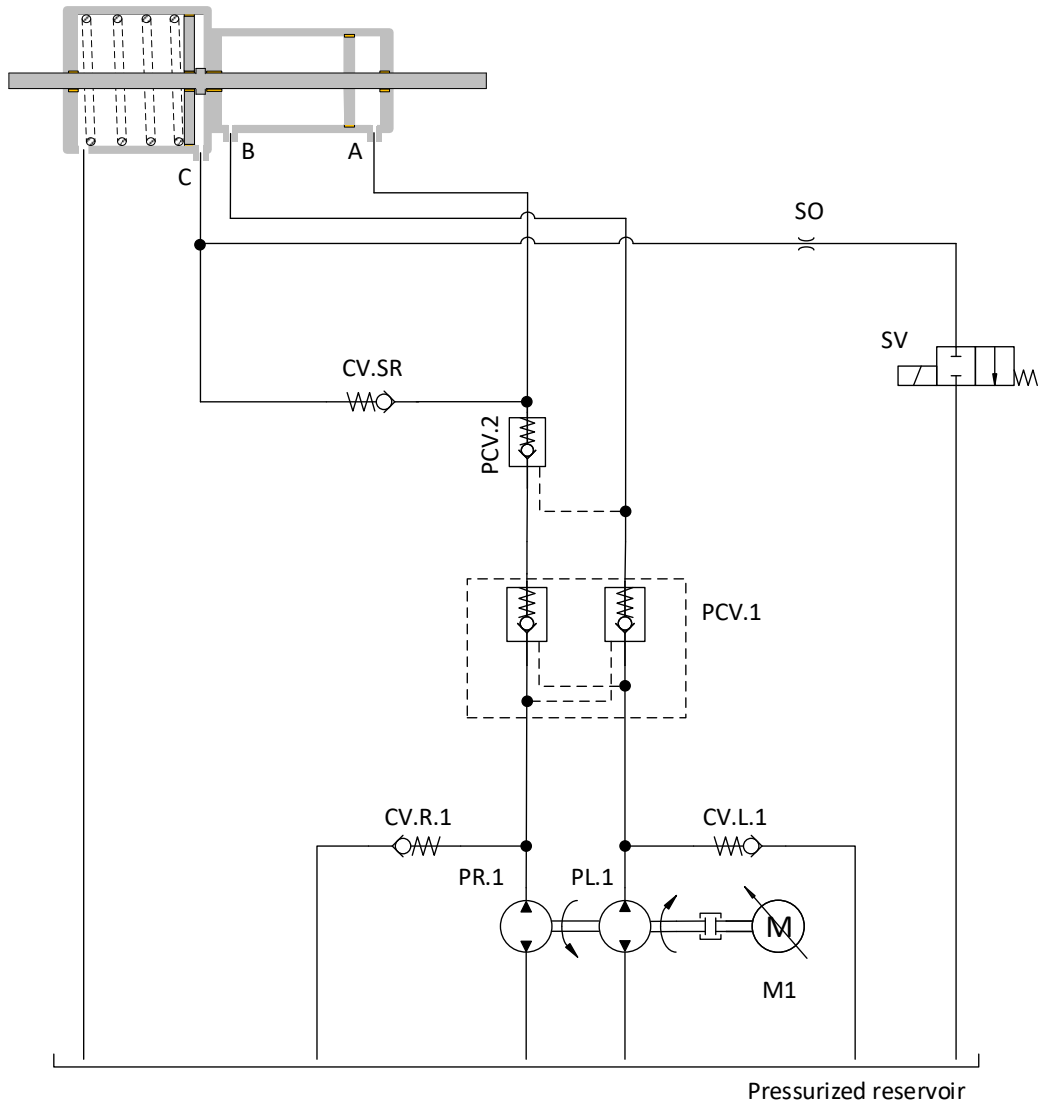 B
A
C
SO
SV
CV.SR
PCV.2
PCV.1
CV.R.1
CV.L.1
PR.1
PL.1
M
M1
Pressurized reservoir